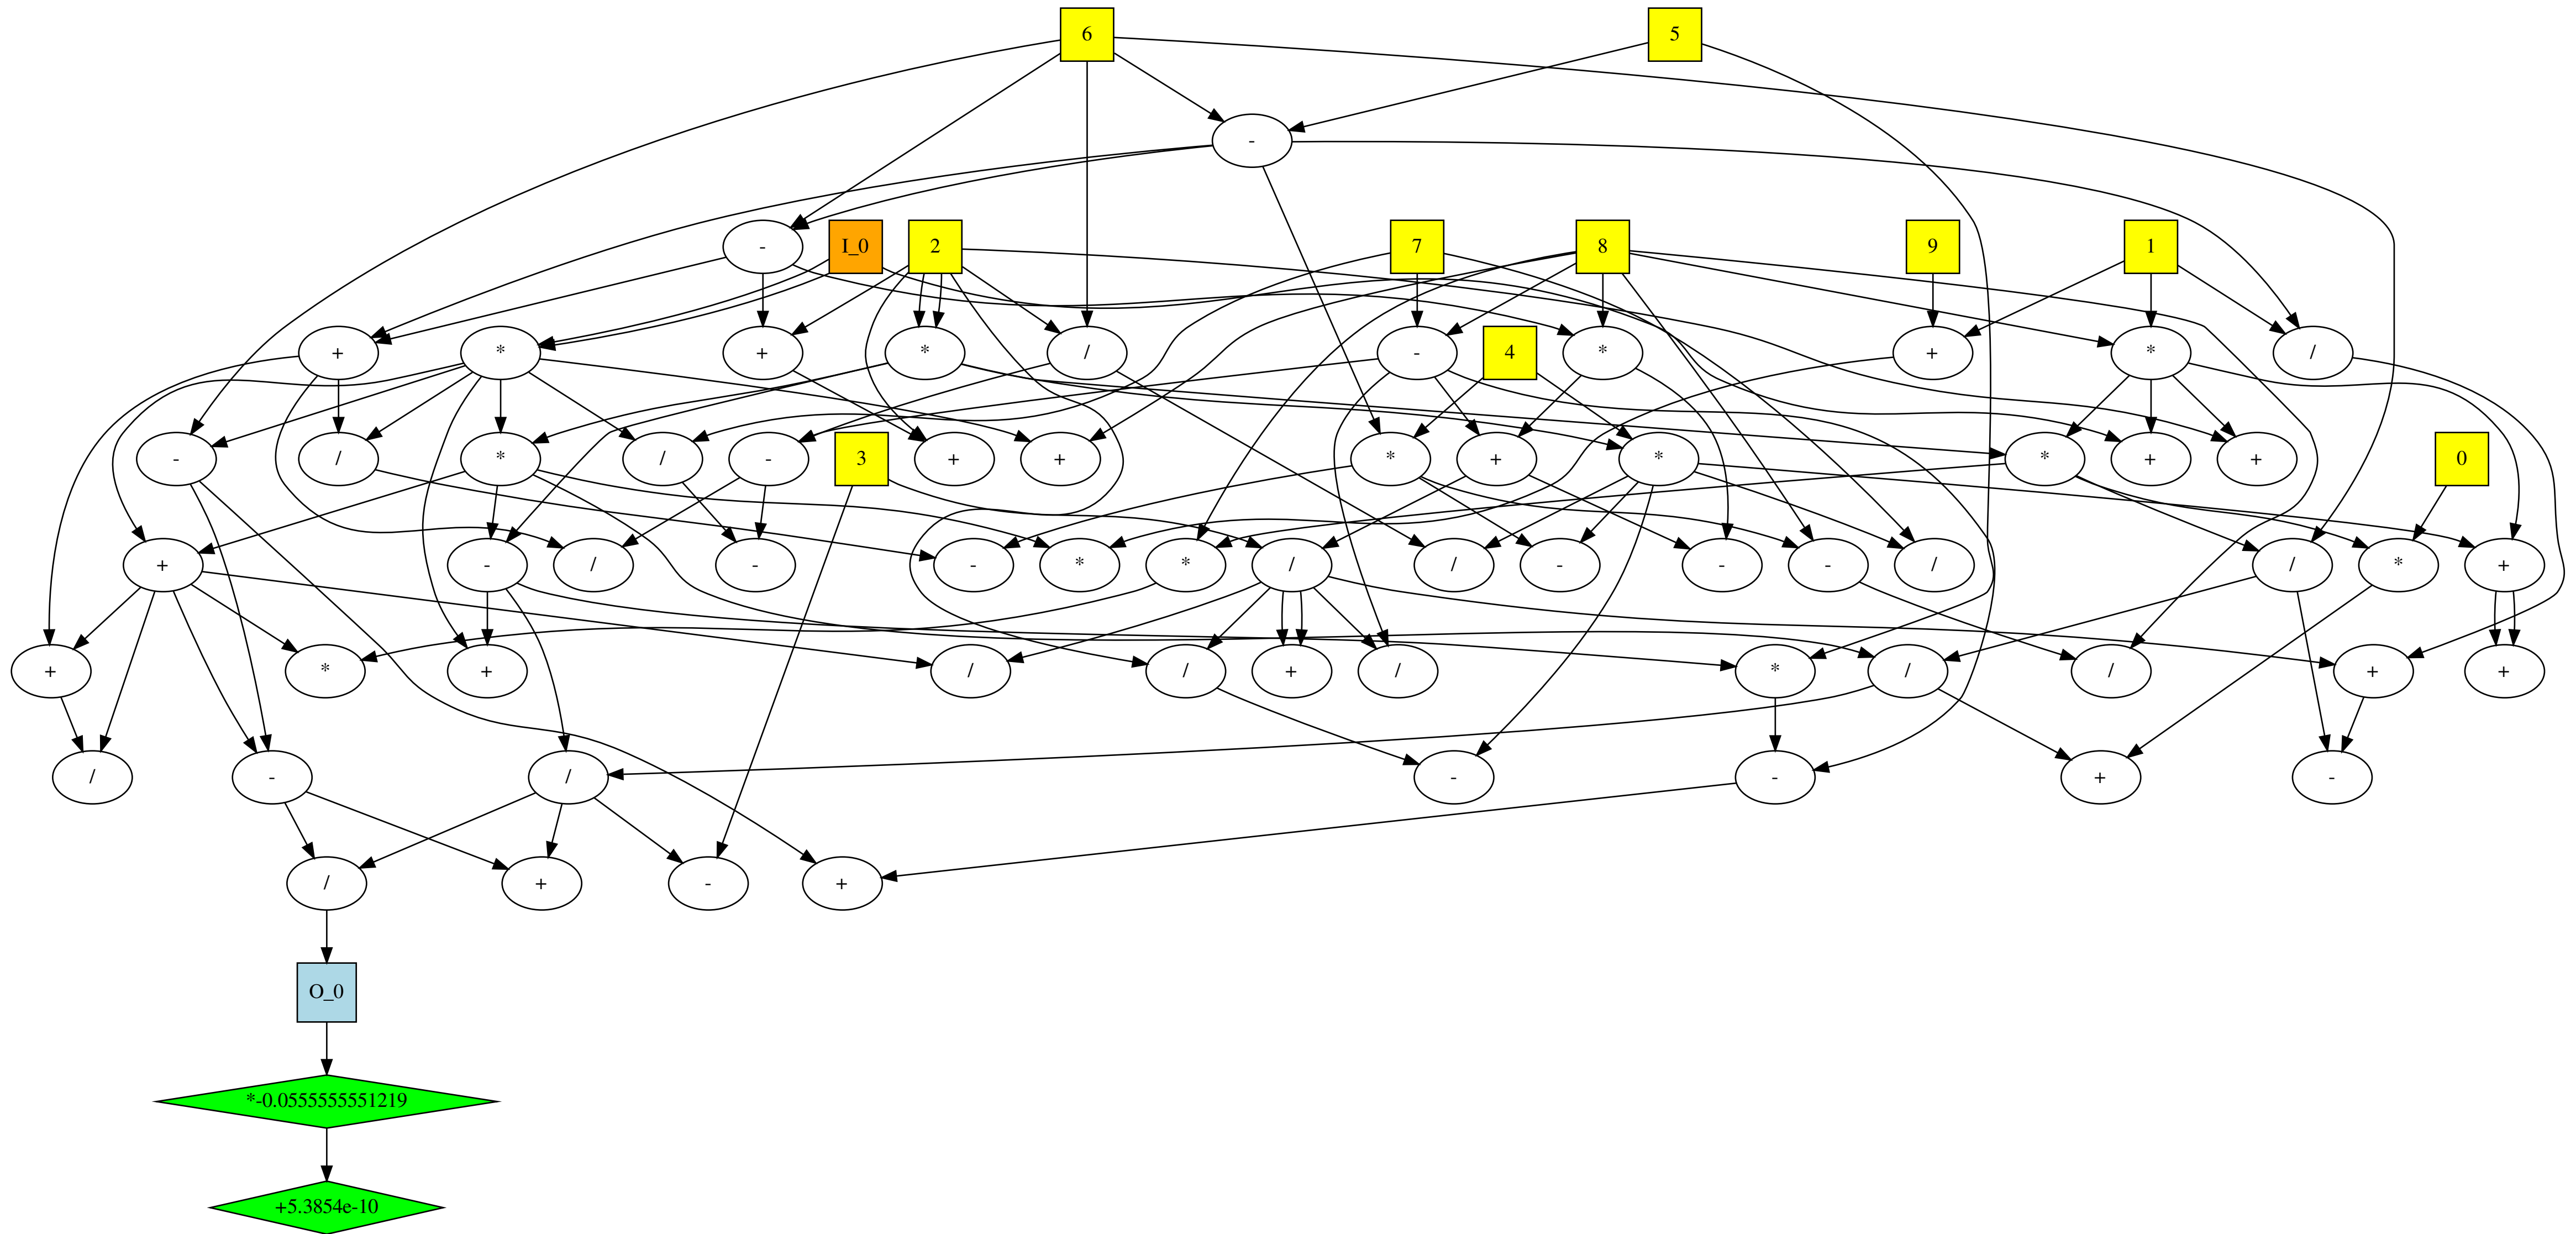 6 5
-
- I_0 2 7 8 9 1
+ * + * / - 4 * + * /
- / * / - 3 + + * + * * + + 0
+ - / - - * * / / - - - / / * +
+ * + / / + / * / / + +
/ - / - - + -
/ + - +
O_0
*-0.0555555551219
+5.3854e-10